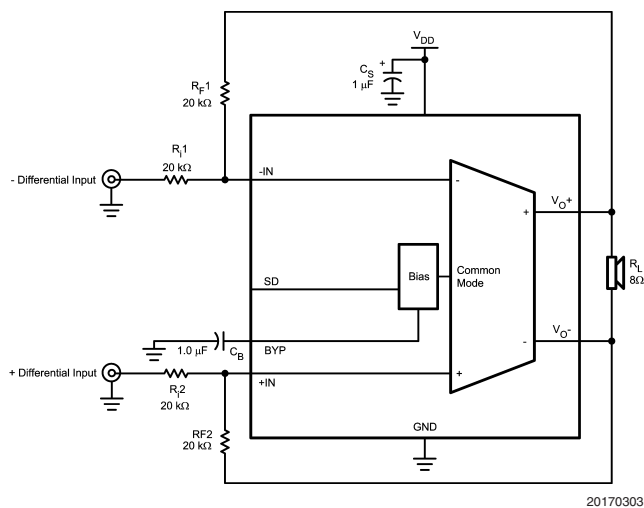 V_DD
+
C_S
1 µF
R_F1
20 kΩ
R_i1
20 kΩ
- Differential Input
-IN
-
+
V_O+
R_L
8Ω
Bias
Common
Mode
SD
1.0 µF
C_B
BYP
V_O-
-
+ Differential Input
+
+IN
R_i2
20 kΩ
RF2
20 kΩ
GND
20170303